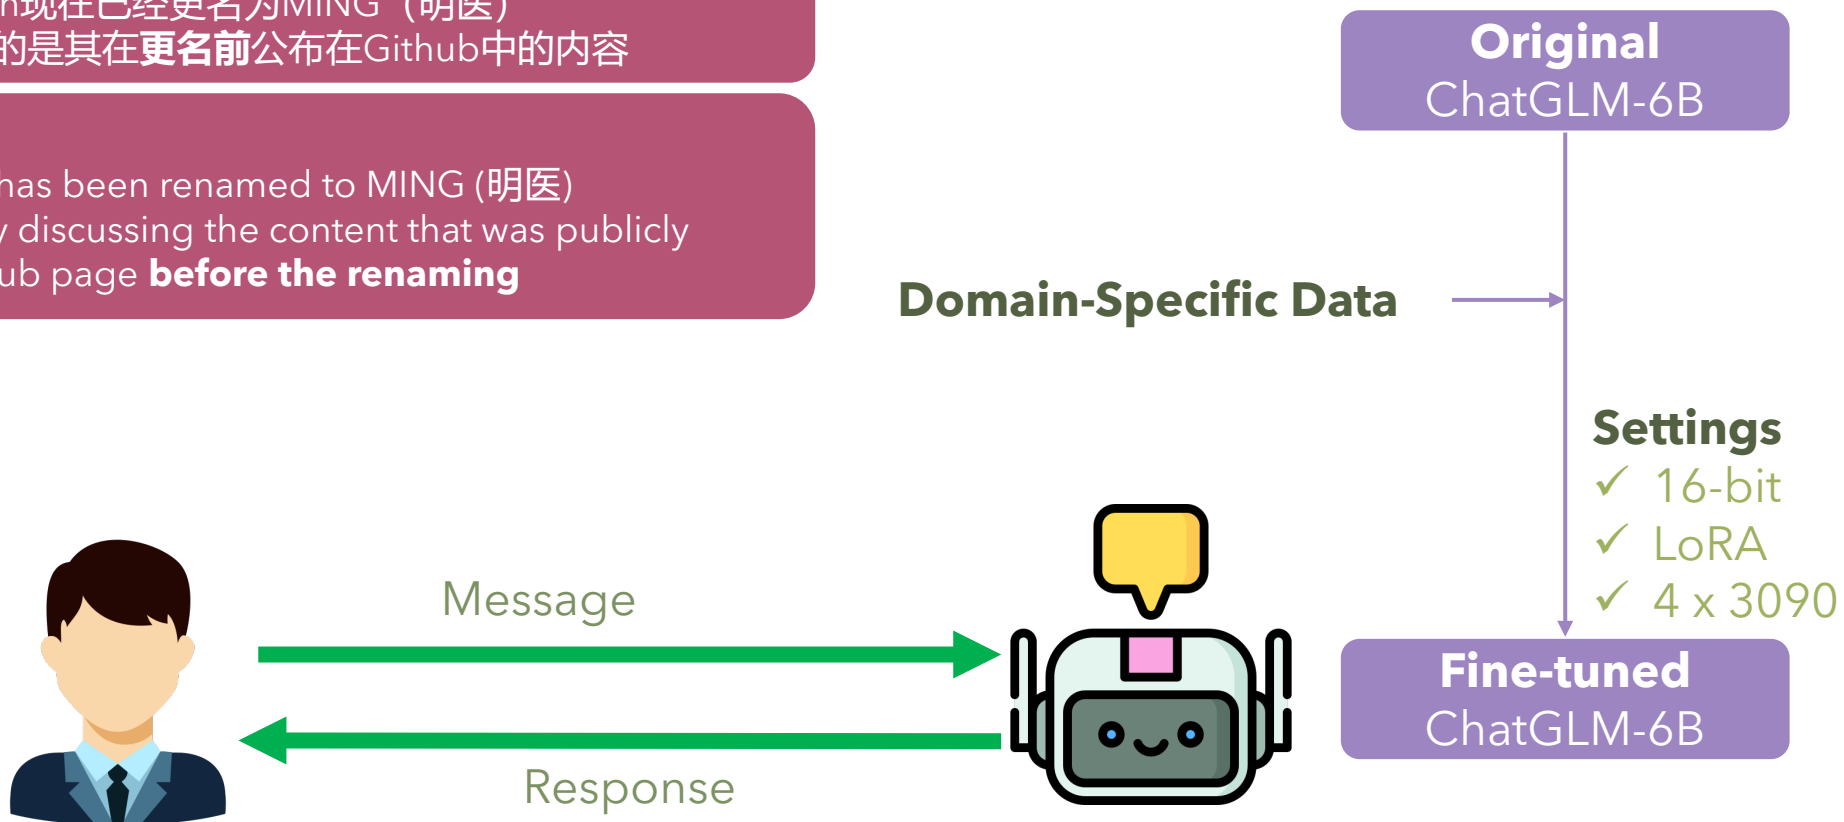 现在已经更名为MING（明医）
的是其在更名前公布在Github中的内容
has been renamed to MING (明医)
discussing the content that was publicly
page before the renaming
Original
ChatGLM-6B
Domain-Specific Data
Settings
✓ 16-bit
✓ LoRA
✓ 4 x 3090
Fine-tuned
ChatGLM-6B
Message
Response